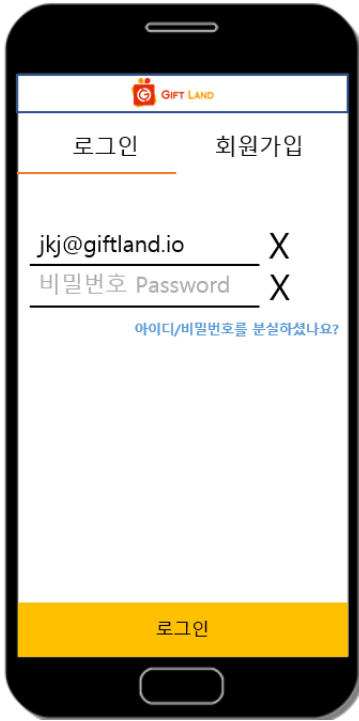 G GIFT LAND
로그인 회원가입
jkj@giftland.io X
비밀번호 Password X
아이디/비밀번호를 분실하셨나요?
로그인